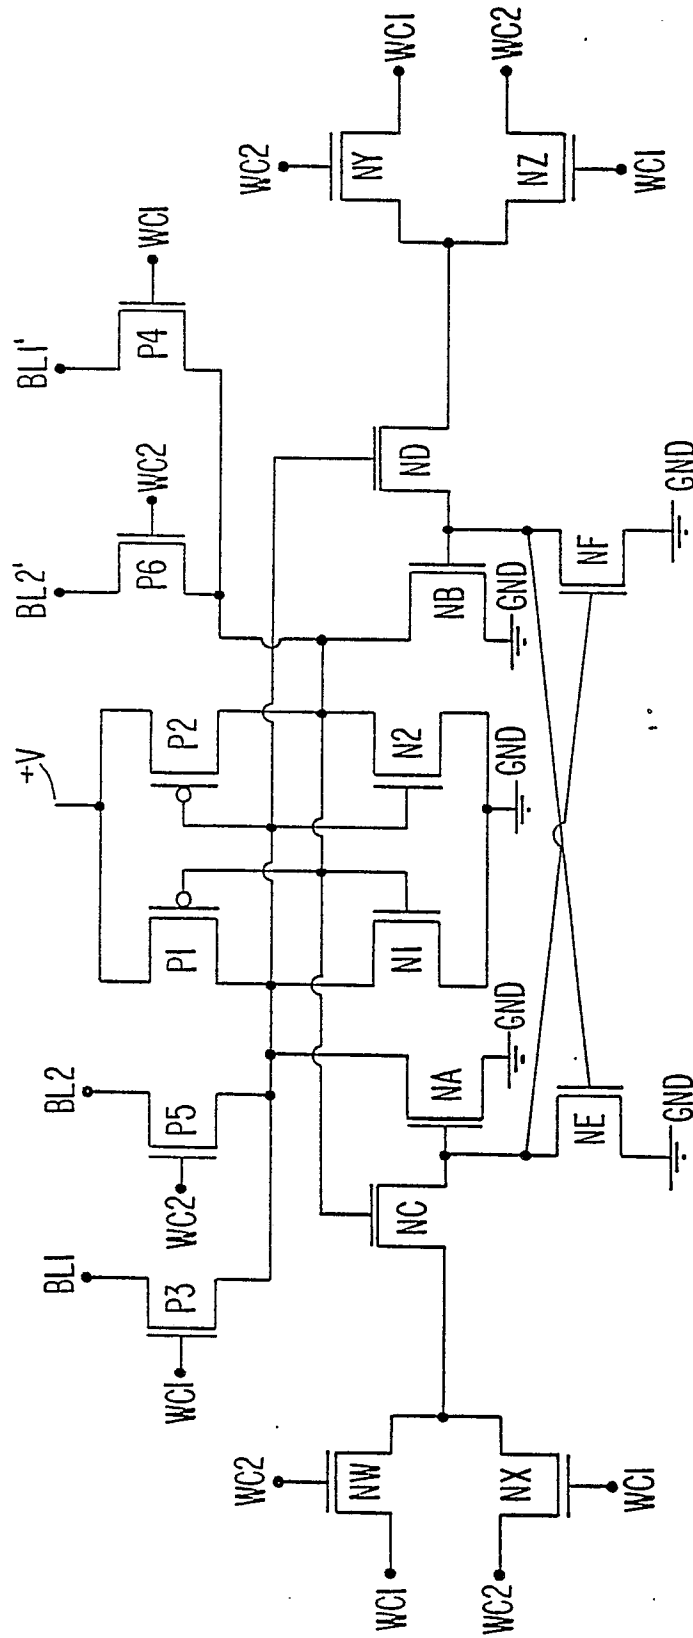 +V
BL1
BL2
BL2'
BL1'
WC1
P3
WC2
P5
P1
P2
P6
WC2
P4
WC1
WC2
NW
WC1
NX
WC2
WC1
NC
NA
GND
N1
N2
GND
NB
GND
ND
WC2
NY
WC1
NZ
WC2
WC1
NE
GND
NF
GND